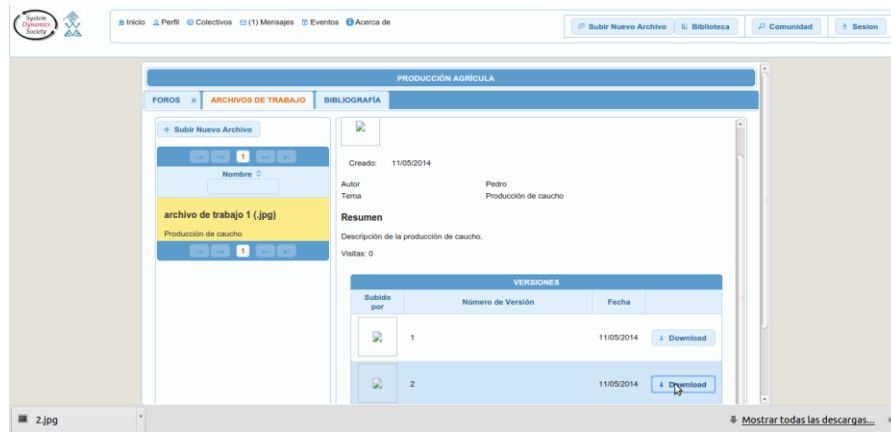 System
Dynamics
Society
Inicio Perfil Colectivos (1) Mensajes Eventos Acerca de
Subir Nuevo Archivo Biblioteca Comunidad Sesion
PRODUCCIÓN AGRÍCULA
FOROS ARCHIVOS DE TRABAJO BIBLIOGRAFÍA
+ Subir Nuevo Archivo
1
Nombre
archivo de trabajo 1 (.jpg)
Producción de caucho
1
Creado: 11/05/2014
Autor Pedro
Tema Producción de caucho
Resumen
Descripción de la producción de caucho.
Visitas: 0
VERSIONES
Subido
por Número de Versión Fecha
1 11/05/2014 Download
2 11/05/2014 Download
2.jpg Mostrar todas las descargas...